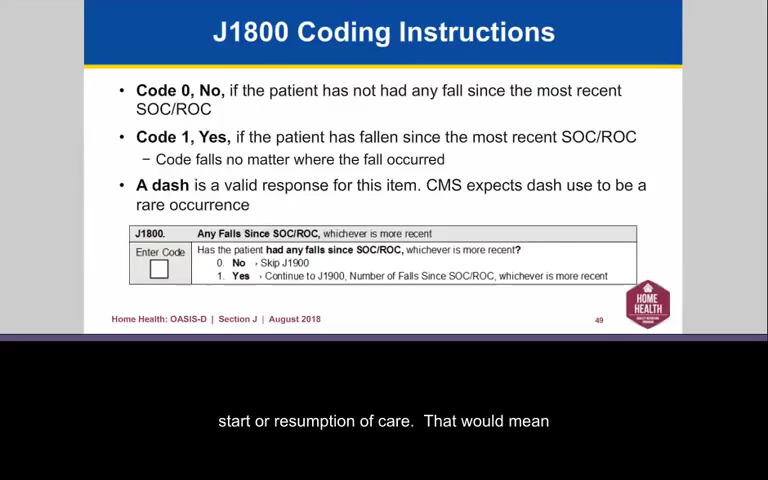 J1800 Coding Instructions
• Code 0, No, if the patient has not had any fall since the most recent
SOC/ROC
• Code 1, Yes, if the patient has fallen since the most recent SOC/ROC
– Code falls no matter where the fall occurred
• A dash is a valid response for this item. CMS expects dash use to be a
rare occurrence
J1800. Any Falls Since SOC/ROC, whichever is more recent
Enter Code Has the patient had any falls since SOC/ROC, whichever is more recent?
0. No › Skip J1900
1. Yes › Continue to J1900, Number of Falls Since SOC/ROC, whichever is more recent
HOME
HEALTH
Home Health: OASIS-D | Section J | August 2018 49
start or resumption of care. That would mean